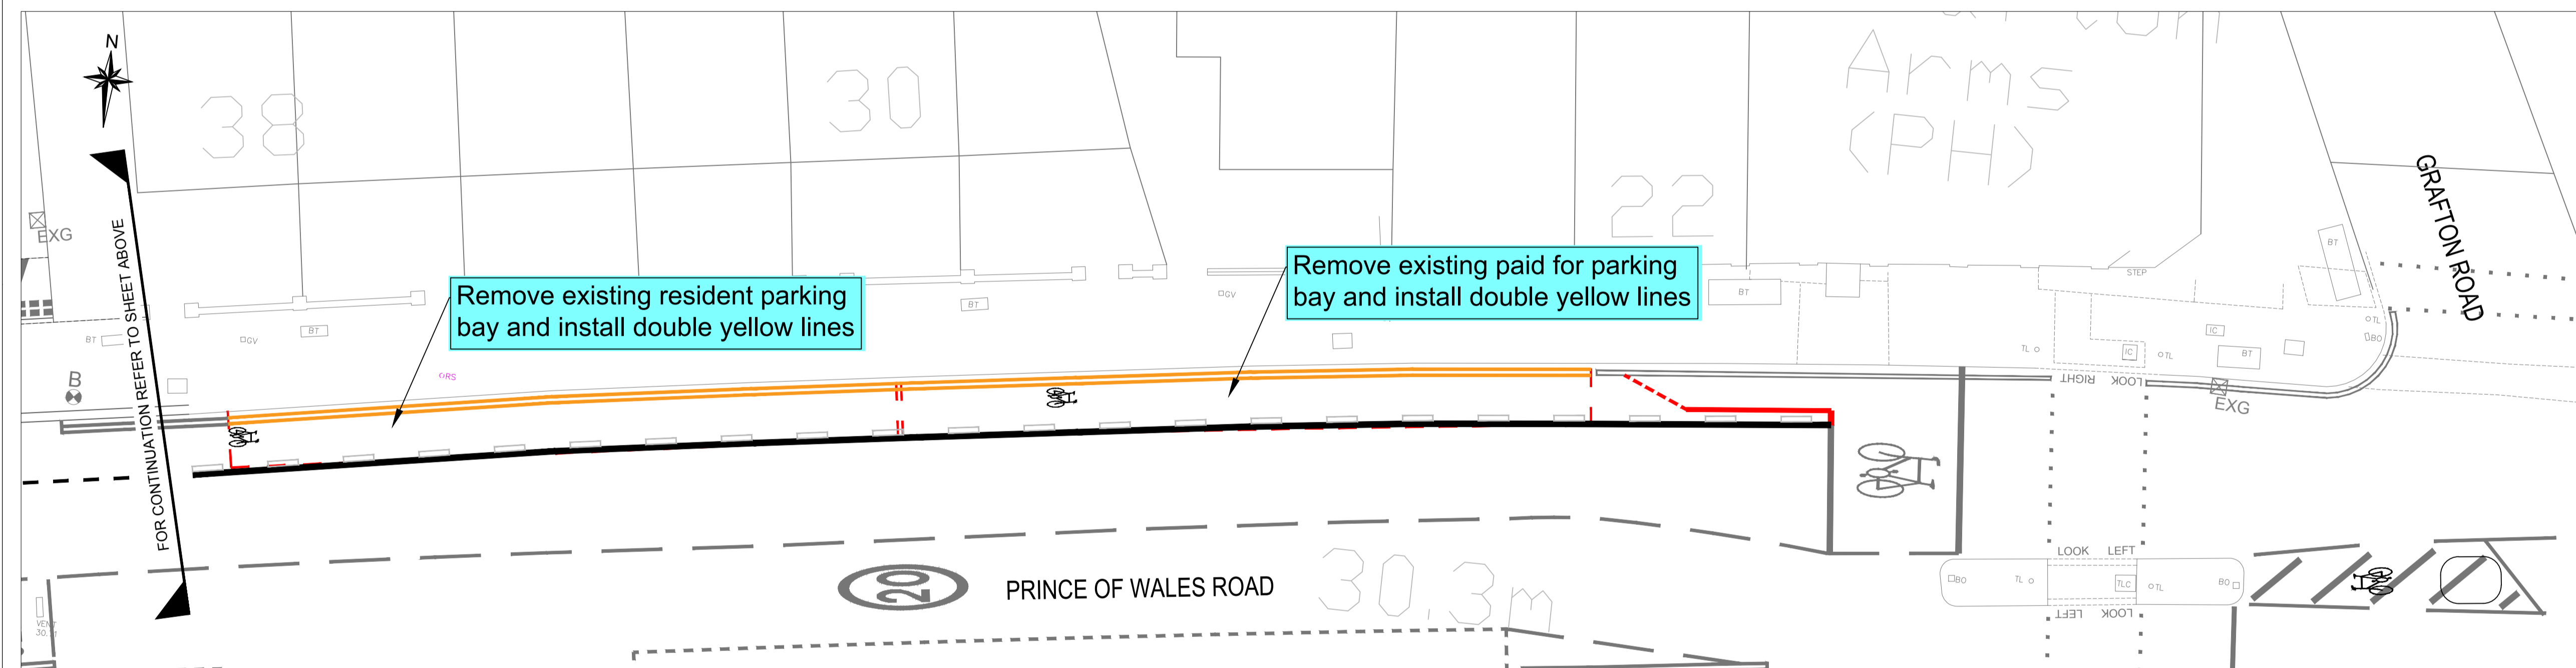 N
38
30
Arms
(PH)
22
GRAFTON ROAD
EXG
FOR CONTINUATION REFER TO SHEET ABOVE
Remove existing resident parking
bay and install double yellow lines
Remove existing paid for parking
bay and install double yellow lines
BT
GV
BT
BT
GV
BT
STEP
BT
B
RS
TL
IC
TL
IC
BT
TL
BO
LOOK RIGHT
EXG
20
PRINCE OF WALES ROAD
30.3m
LOOK LEFT
BO
TL
TLC
TL
BO
LOOK LEFT
VENT